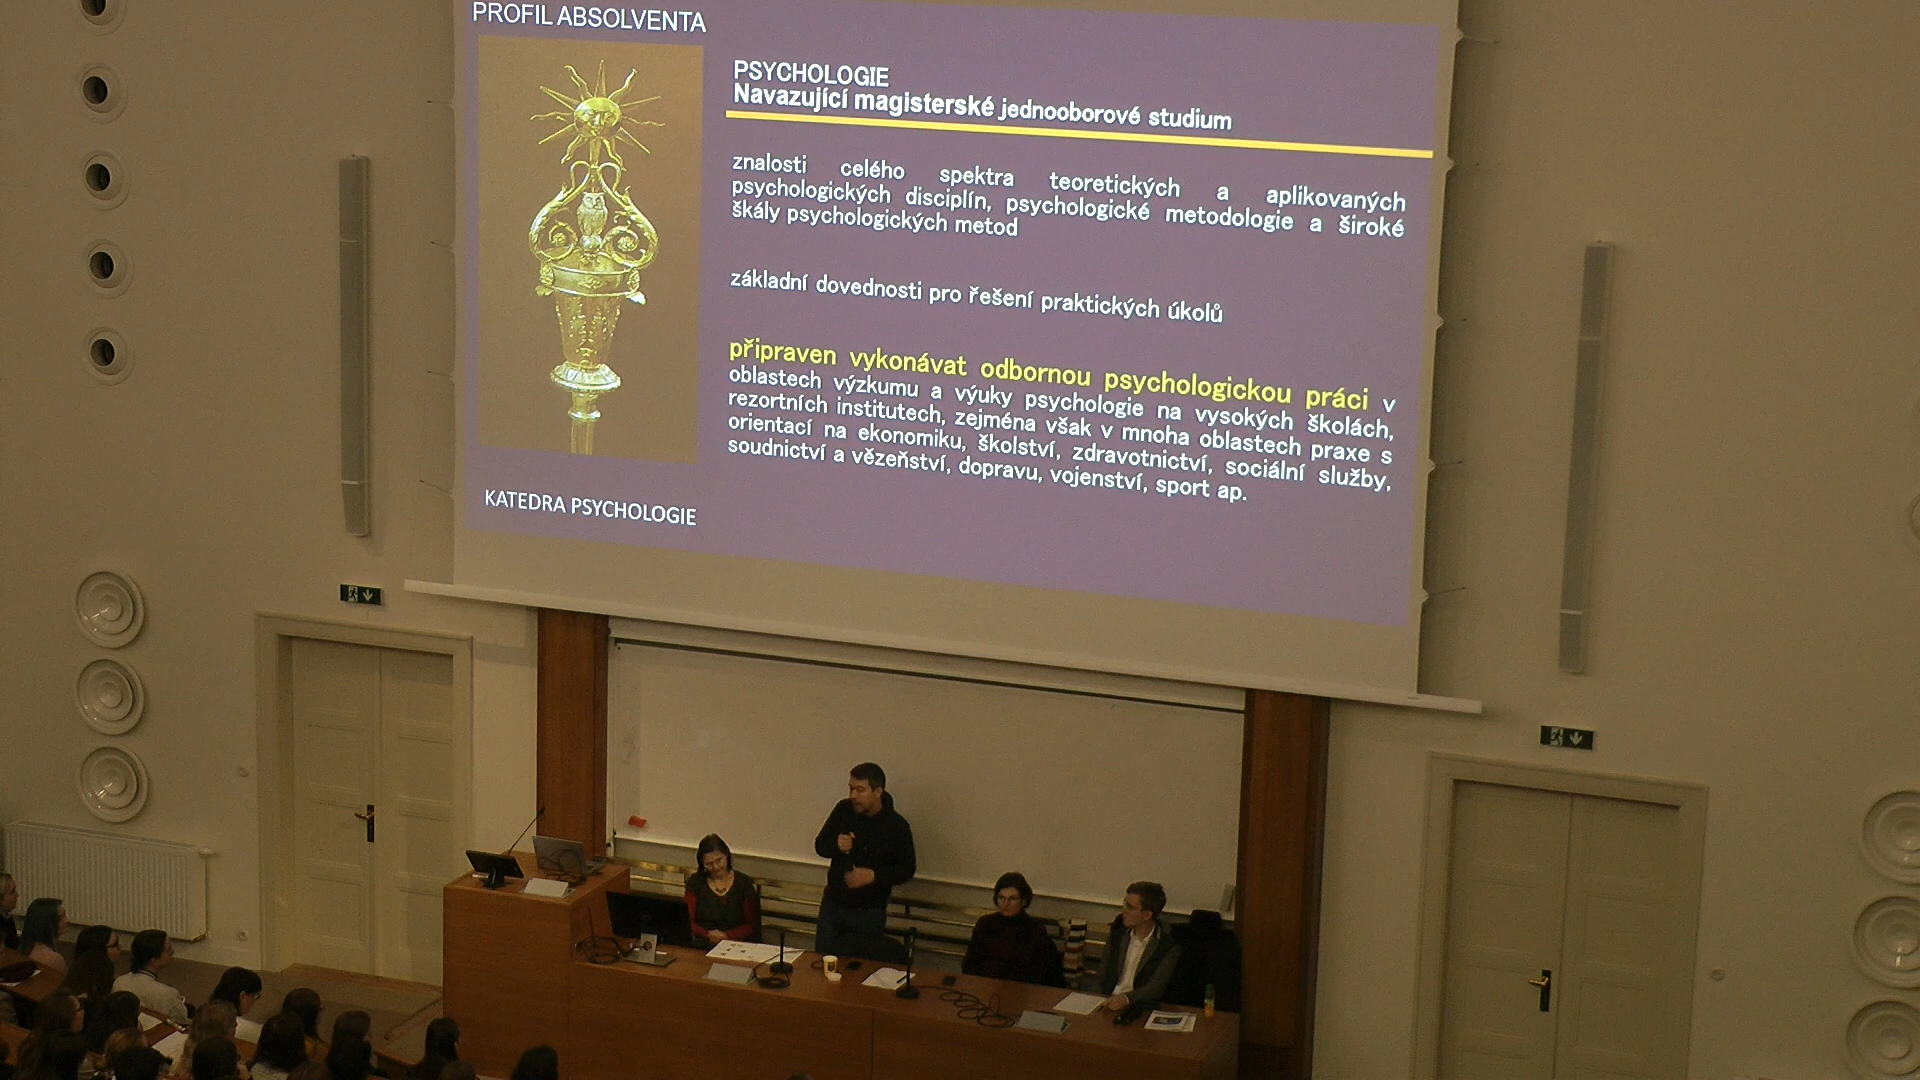 PROFIL ABSOLVENTA
PSYCHOLOGIE
Navazující magisterské jednooborové studium
znalosti celého spektra teoretických a aplikovaných
psychologických disciplín, psychologické metodologie a široké
škály psychologických metod
základní dovednosti pro řešení praktických úkolů
připraven vykonávat odbornou psychologickou práci v
oblastech výzkumu a výuky psychologie na vysokých školách,
rezortních institutech, zejména však v mnoha oblastech praxe s
orientací na ekonomiku, školství, zdravotnictví, sociální služby,
soudnictví a vězeňství, dopravu, vojenství, sport ap.
KATEDRA PSYCHOLOGIE